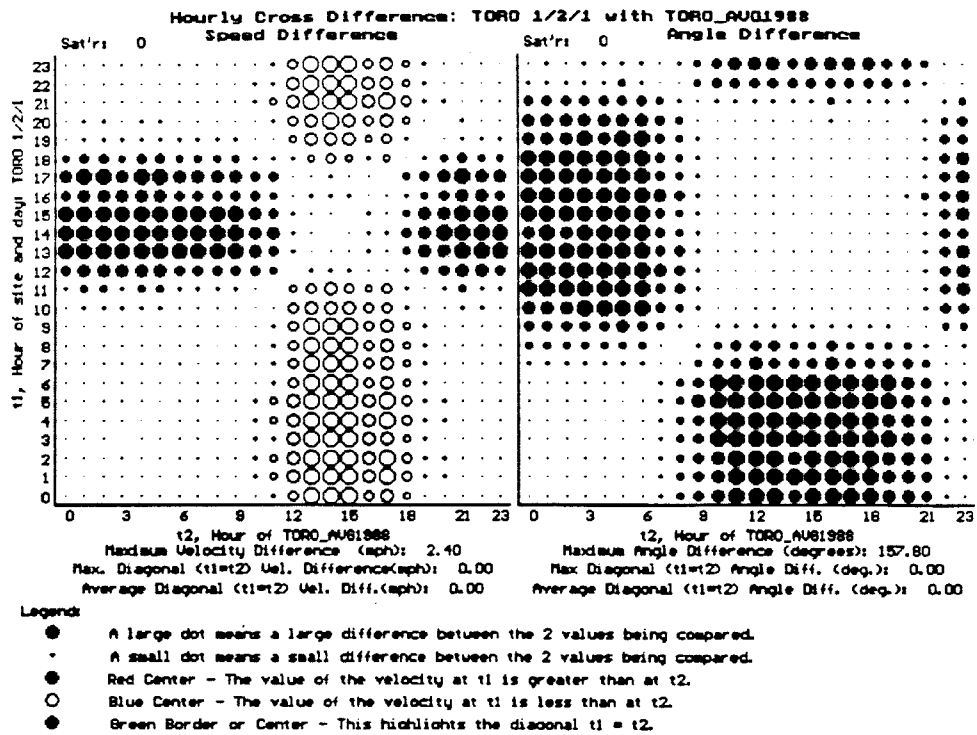 Hourly Cross Difference: TORO 1/2/1 with TORO_AVG1988
Speed Difference
Angle Difference
Sat'r: 0
Sat'r: 0
t1, Hour of site and day: TORO 1/2/1
23
22
21
20
19
18
17
16
15
14
13
12
11
10
9
8
7
6
5
4
3
2
1
0
0 3 6 9 12 15 18 21 23
0 3 6 9 12 15 18 21 23
t2, Hour of TORO_AVG1988
t2, Hour of TORO_AVG1988
Maximum Velocity Difference (mph): 2.40
Max. Diagonal (t1=t2) Vel. Difference(mph): 0.00
Average Diagonal (t1=t2) Vel. Diff.(mph): 0.00
Maximum Angle Difference (degrees): 157.80
Max Diagonal (t1=t2) Angle Diff. (deg.): 0.00
Average Diagonal (t1=t2) Angle Diff. (deg.): 0.00
Legend:
A large dot means a large difference between the 2 values being compared.
A small dot means a small difference between the 2 values being compared.
Red Center - The value of the velocity at t1 is greater than at t2.
Blue Center - The value of the velocity at t1 is less than at t2.
Green Border or Center - This highlights the diagonal t1 = t2.